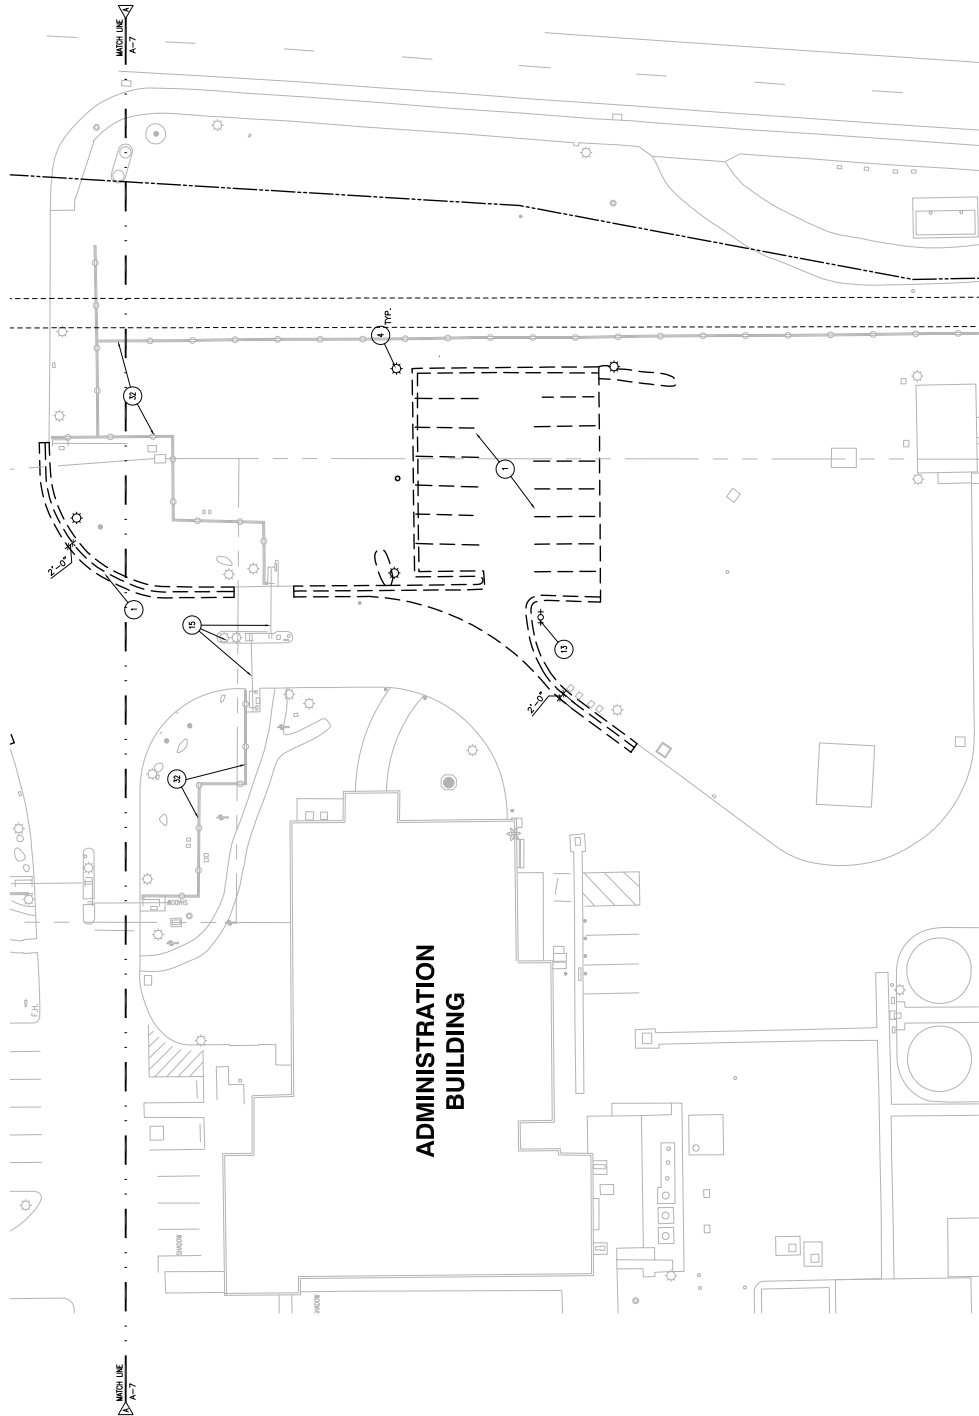 MATCH LINE
A-7
A
4
TYP.
32
1
2'-0"
1
15
13
2'-0"
32
SHADOW
F.H.
ADMINISTRATION
BUILDING
SHADOW
SHADOW
MATCH LINE
A-7
A